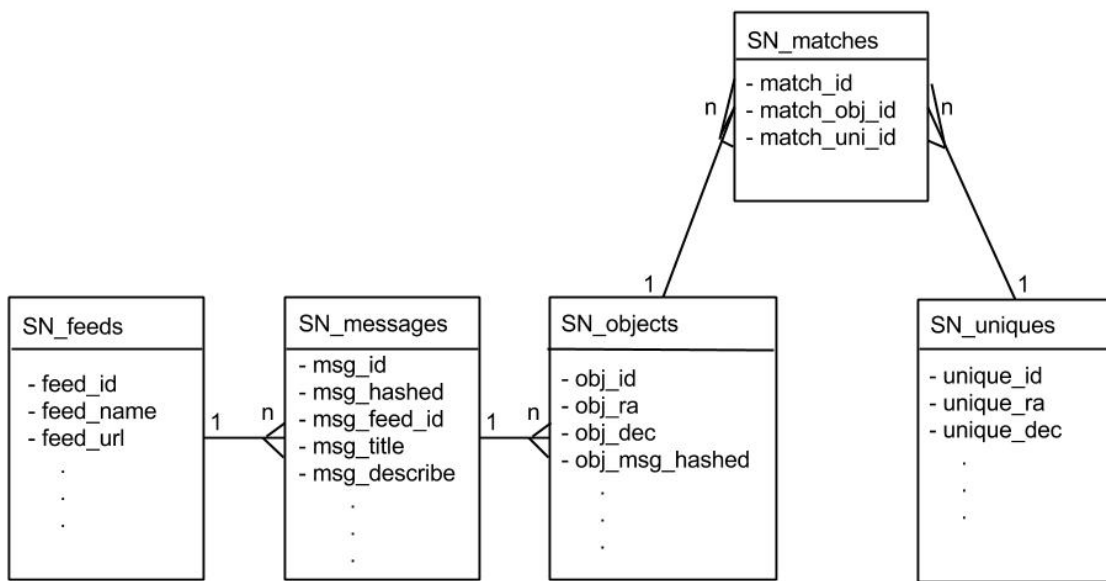 SN_matches
- match_id
- match_obj_id
- match_uni_id
n
n
1
1
SN_feeds
- feed_id
- feed_name
- feed_url
.
.
.
1
n
SN_messages
- msg_id
- msg_hashed
- msg_feed_id
- msg_title
- msg_describe
.
.
.
1
n
SN_objects
- obj_id
- obj_ra
- obj_dec
- obj_msg_hashed
.
.
.
SN_uniques
- unique_id
- unique_ra
- unique_dec
.
.
.